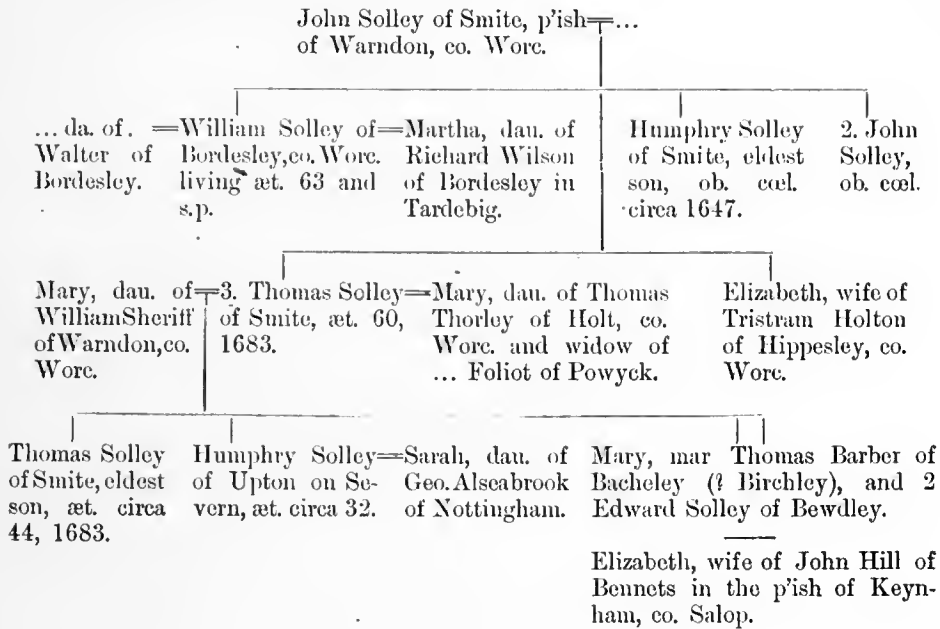 John Solley of Smite, p'ish=...
of Warndon, co. Worc.
... da. of. =William Solley of=Martha, dau. of
Walter of Bordesley, co. Worc. Richard Wilson
Bordesley. living æt. 63 and of Bordesley in
s.p. Tardebig.
Humphry Solley
of Smite, eldest
son, ob. cœl.
circa 1647.
2. John
Solley,
ob. cœl.
Mary, dau. of=3. Thomas Solley=Mary, dau. of Thomas
William Sheriff of Smite, æt. 60, Thorley of Holt, co.
of Warndon, co. 1683. Worc. and widow of
Worc. ... Foliot of Powyck.
Elizabeth, wife of
Tristram Holton
of Hippesley, co.
Worc.
Thomas Solley
of Smite, eldest
son, æt. circa
44, 1683.
Humphry Solley=Sarah, dau. of
of Upton on Se- Geo. Alseabrook
vern, æt. circa 32. of Nottingham.
Mary, mar Thomas Barber of
Bacheley (? Birchley), and 2
Edward Solley of Bewdley.
Elizabeth, wife of John Hill of
Bennets in the p'ish of Keyn-
ham, co. Salop.